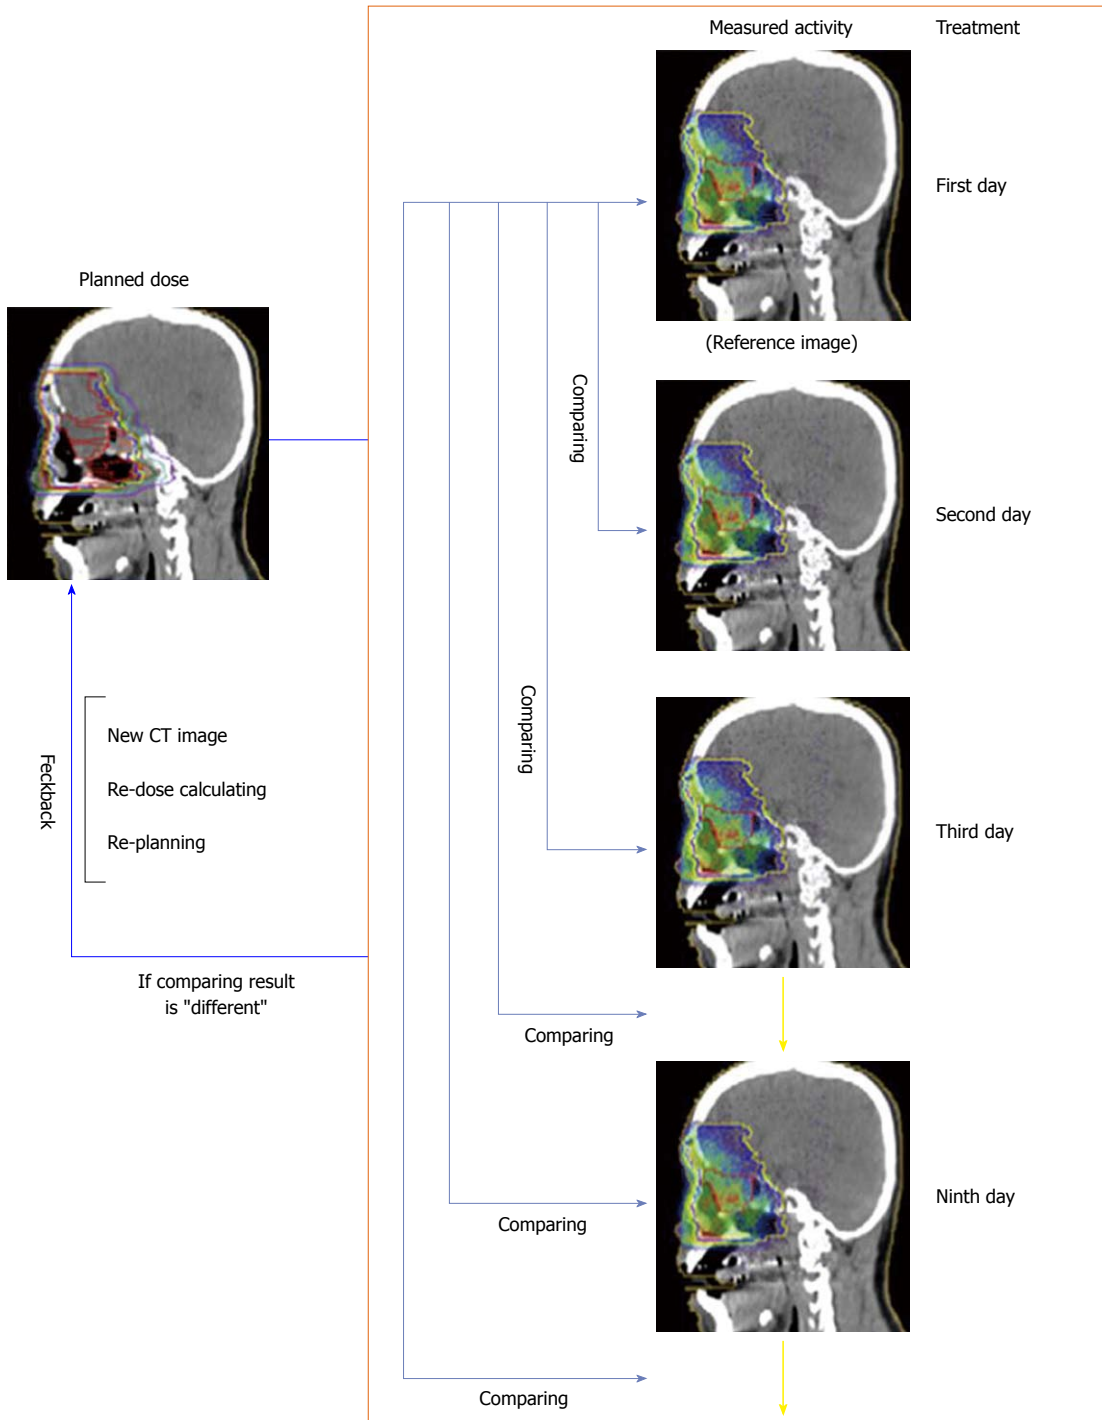 Measured activity
Treatment
First day
Planned dose
(Reference image)
Comparing
Second day
Comparing
Feckback
New CT image
Re-dose calculating
Re-planning
Third day
If comparing result
is "different"
Comparing
Ninth day
Comparing
Comparing